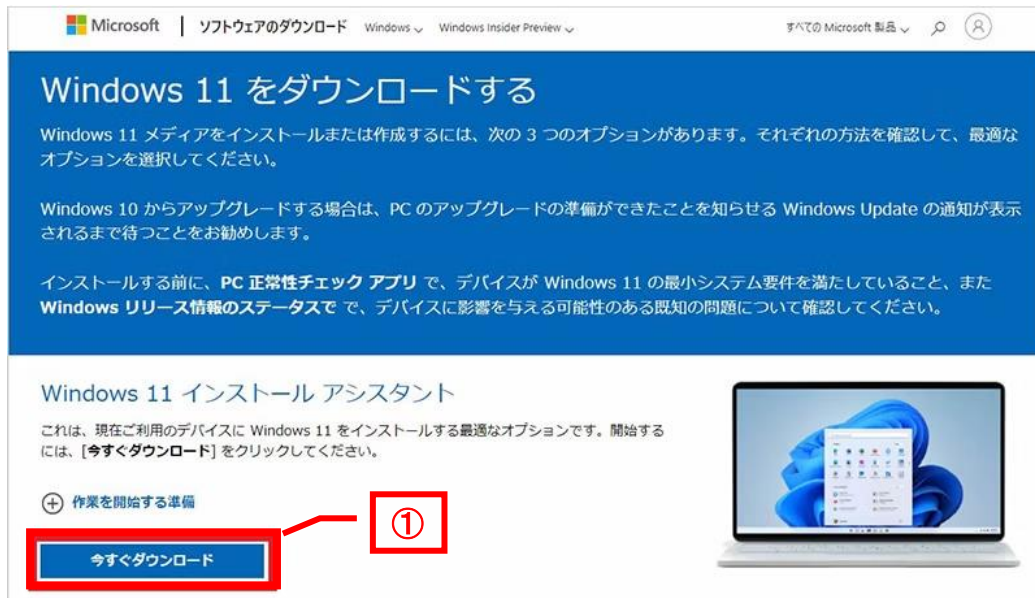 Microsoft | ソフトウェアのダウンロード Windows Windows Insider Preview すべての Microsoft 製品
Windows 11 をダウンロードする
Windows 11 メディアをインストールまたは作成するには、次の 3 つのオプションがあります。それぞれの方法を確認して、最適な
オプションを選択してください。
Windows 10 からアップグレードする場合は、PC のアップグレードの準備ができたことを知らせる Windows Update の通知が表示
されるまで待つことをお勧めします。
インストールする前に、PC 正常性チェック アプリ で、デバイスが Windows 11 の最小システム要件を満たしていること、また
Windows リリース情報のステータスで で、デバイスに影響を与える可能性のある既知の問題について確認してください。
Windows 11 インストール アシスタント
これは、現在ご利用のデバイスに Windows 11 をインストールする最適なオプションです。開始する
には、[今すぐダウンロード] をクリックしてください。
作業を開始する準備
①
今すぐダウンロード